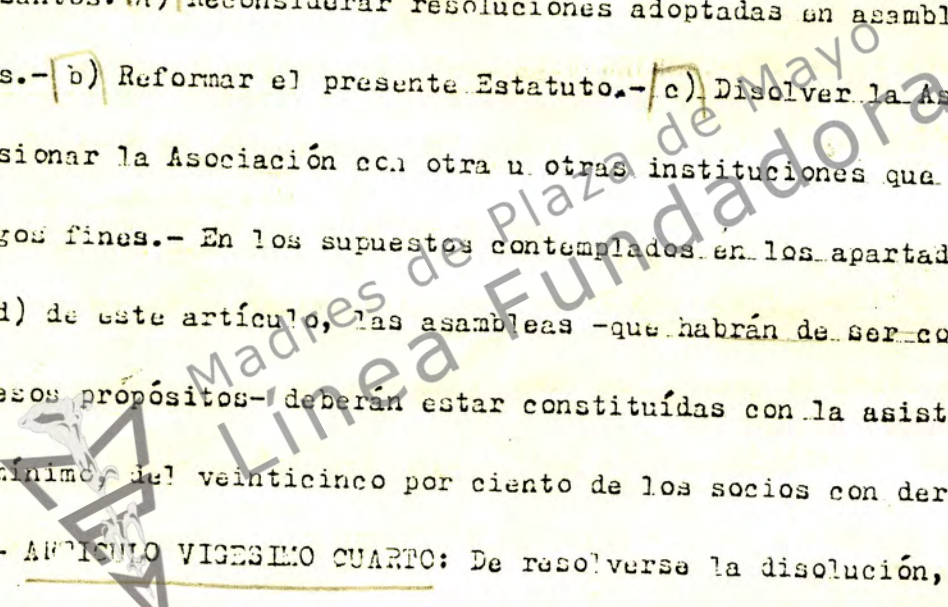 santos. A) Reconsiderar resoluciones adoptadas en asambl
s.- b) Reformar el presente Estatuto.- c) Disolver la As
sionar la Asociación con otra u otras instituciones que
gos fines.- En los supuestos contemplados en los apartad
d) de este artículo, las asambleas -que habrán de ser co
esos propósitos- deberán estar constituídas con la asist
mínimo, del veinticinco por ciento de los socios con der
- ARTICULO VIGESIMO CUARTO: De resolverse la disolución,
Madres de Plaza de Mayo
Línea Fundadora